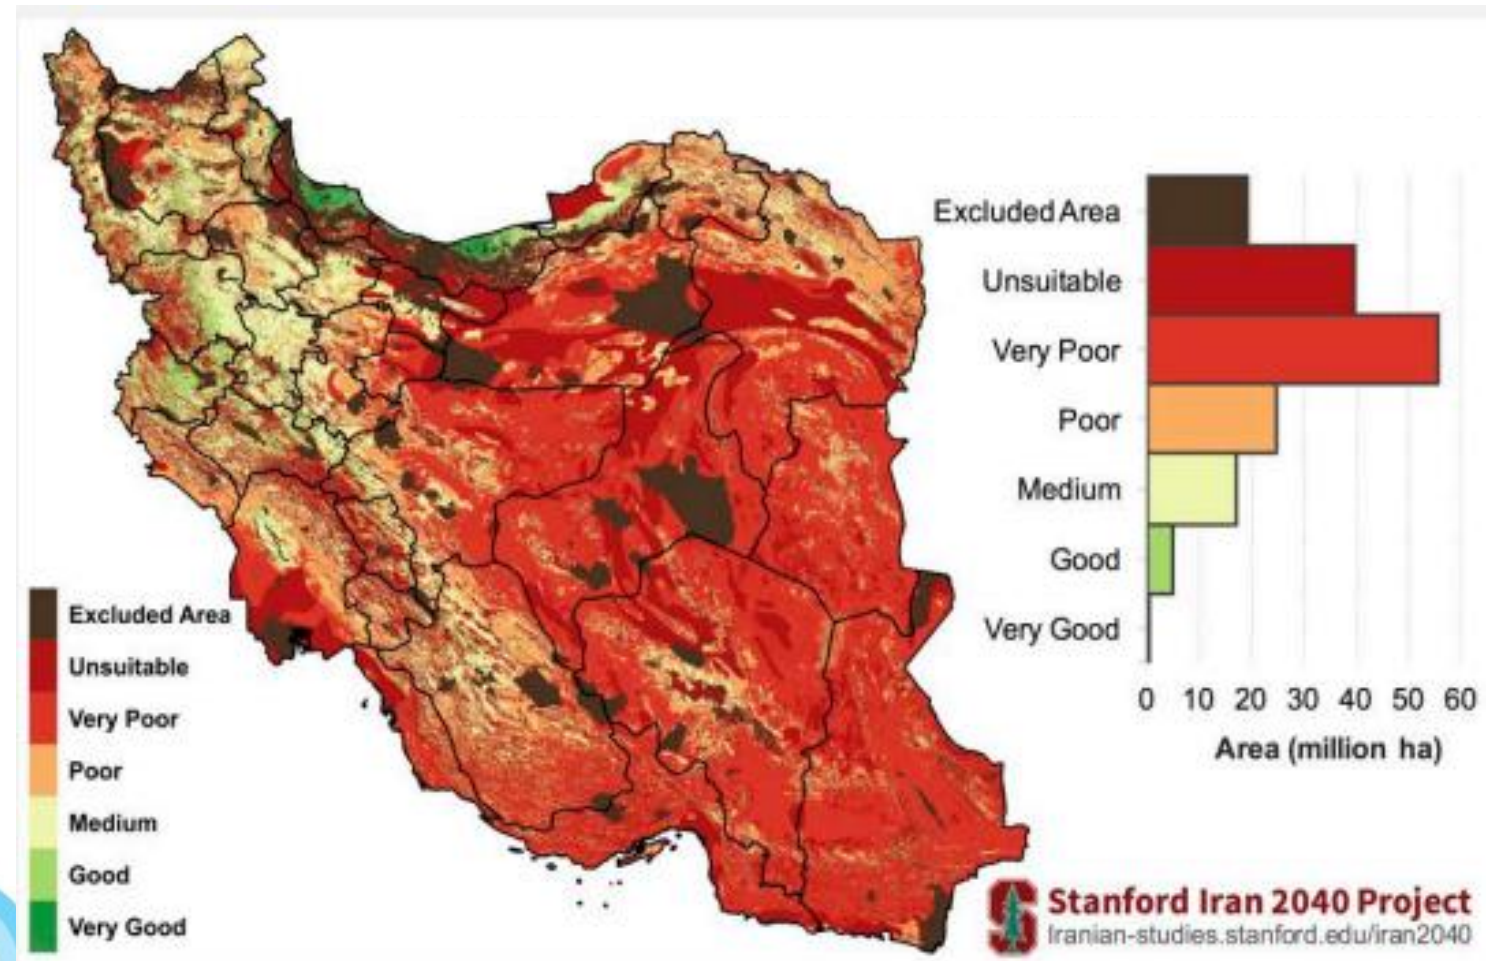 Excluded Area
Unsuitable
Very Poor
Poor
Medium
Good
Very Good
0 10 20 30 40 50 60
Area (million ha)
Excluded Area
Unsuitable
Very Poor
Poor
Medium
Good
Very Good
Stanford Iran 2040 Project
Iranian-studies.stanford.edu/iran2040